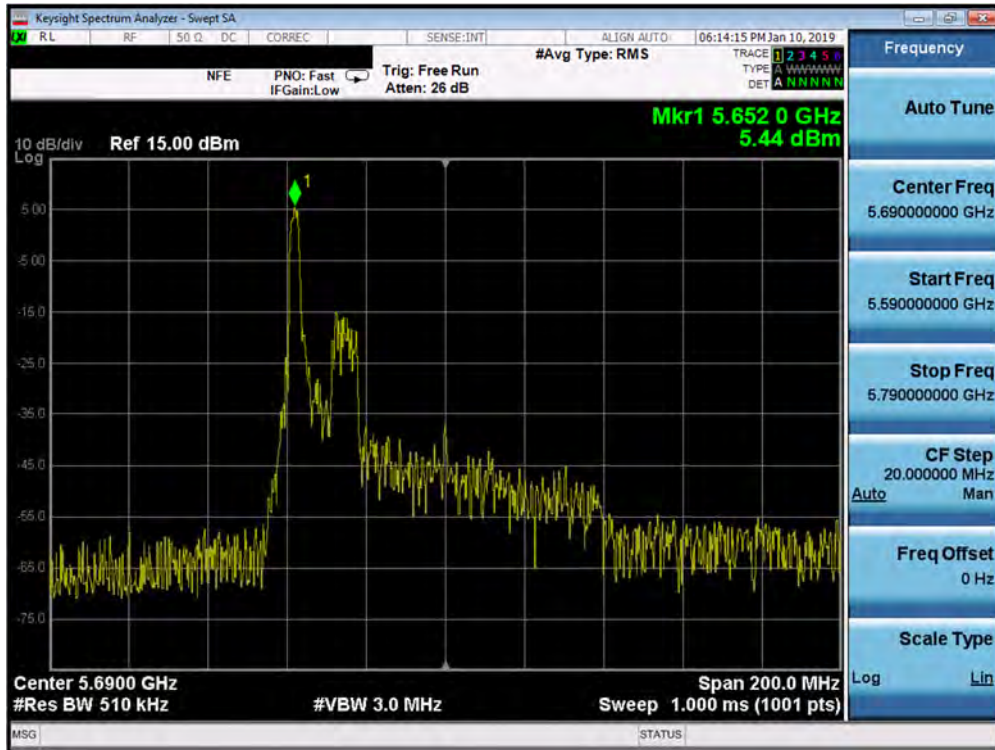 Keysight Spectrum Analyzer - Swept SA
RL RF 50 Ω DC CORREC SENSE:INT ALIGN AUTO 06:14:15 PM Jan 10, 2019
NFE PNO: Fast Trig: Free Run #Avg Type: RMS TRACE 1 2 3 4 5 6
IFGain:Low Atten: 26 dB TYPE A WWWWW
DET A N N N N N
Mkr1 5.652 0 GHz
5.44 dBm
10 dB/div Ref 15.00 dBm
Log
1
5.00
-5.00
-15.0
-25.0
-35.0
-45.0
-55.0
-65.0
-75.0
Center 5.6900 GHz Span 200.0 MHz
#Res BW 510 kHz #VBW 3.0 MHz Sweep 1.000 ms (1001 pts)
MSG STATUS
Frequency
Auto Tune
Center Freq
5.690000000 GHz
Start Freq
5.590000000 GHz
Stop Freq
5.790000000 GHz
CF Step
20.000000 MHz
Auto Man
Freq Offset
0 Hz
Scale Type
Log Lin